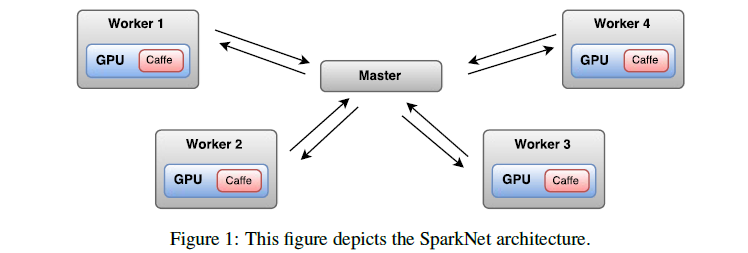 Worker 1
GPU Caffe
Worker 4
GPU Caffe
Master
Worker 2
GPU Caffe
Worker 3
GPU Caffe
Figure 1: This figure depicts the SparkNet architecture.